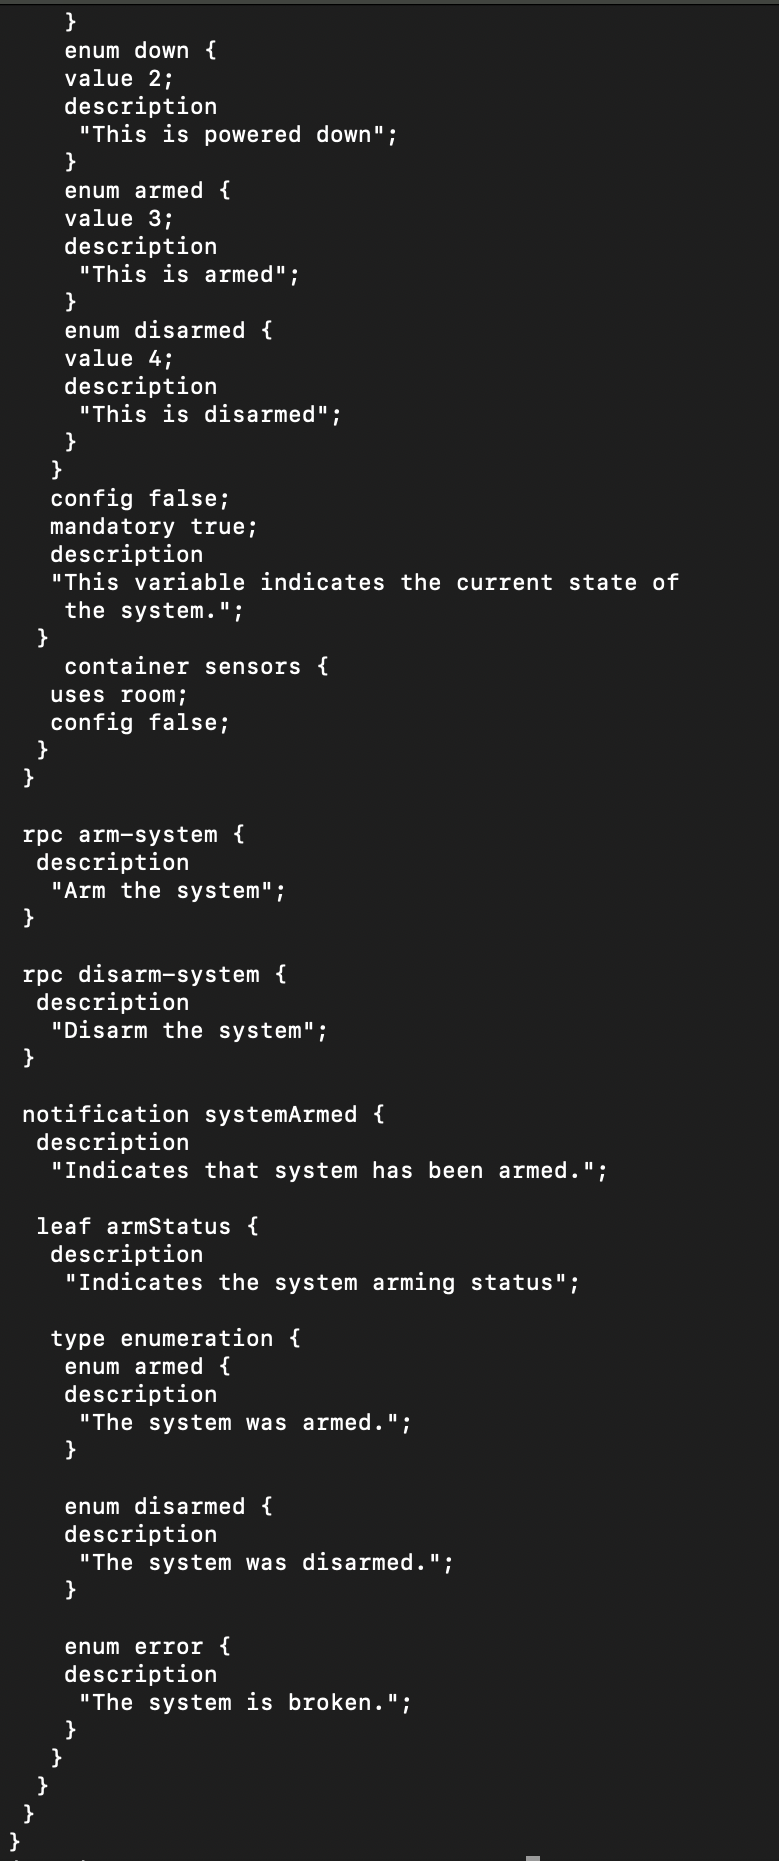 }
enum down {
value 2;
description
"This is powered down";
}
enum armed {
value 3;
description
"This is armed";
}
enum disarmed {
value 4;
description
"This is disarmed";
}
}
config false;
mandatory true;
description
"This variable indicates the current state of
the system.";
}
container sensors {
uses room;
config false;
}
}
rpc arm-system {
description
"Arm the system";
}
rpc disarm-system {
description
"Disarm the system";
}
notification systemArmed {
description
"Indicates that system has been armed.";
leaf armStatus {
description
"Indicates the system arming status";
type enumeration {
enum armed {
description
"The system was armed.";
}
enum disarmed {
description
"The system was disarmed.";
}
enum error {
description
"The system is broken.";
}
}
}
}
}